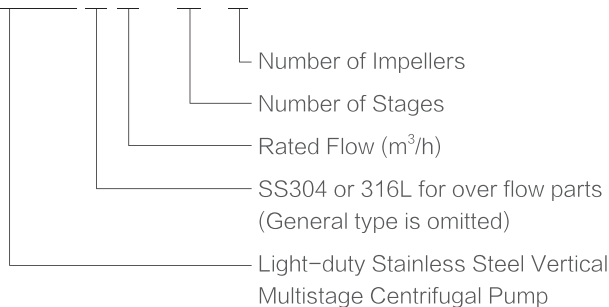 Number of Impellers
Number of Stages
Rated Flow (m³/h)
SS304 or 316L for over flow parts
(General type is omitted)
Light-duty Stainless Steel Vertical
Multistage Centrifugal Pump